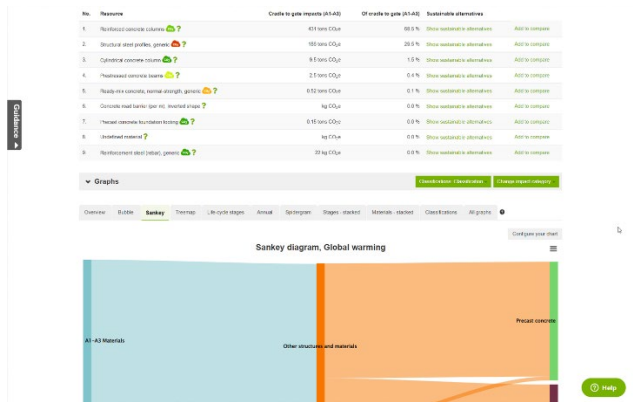 No. Resource Cradle to gate impacts (A1-A3) Of cradle to gate (A1-A3) Sustainable alternatives
1. Reinforced concrete columns ? 431 tons CO₂e 68.5 % Show sustainable alternatives Add to compare
2. Structural steel profiles, generic ? 180 tons CO₂e 28.5 % Show sustainable alternatives Add to compare
3. Cylindrical concrete column ? 9.5 tons CO₂e 1.5 % Show sustainable alternatives Add to compare
4. Prestressed concrete beams ? 2.5 tons CO₂e 0.4 % Show sustainable alternatives Add to compare
5. Ready-mix concrete, normal strength, generic ? 0.52 tons CO₂e 0.1 % Show sustainable alternatives Add to compare
6. Concrete road barrier (per m), inverted shape ? kg CO₂e 0.0 % Show sustainable alternatives Add to compare
7. Precast concrete foundation footing ? 0.15 tons CO₂e 0.0 % Show sustainable alternatives Add to compare
8. Undefined material ? kg CO₂e 0.0 % Show sustainable alternatives Add to compare
9. Reinforcement steel (rebar), generic ? 22 kg CO₂e 0.0 % Show sustainable alternatives Add to compare
Guidance
Graphs Classifications: Classification Change impact category
Overview Bubble Sankey Treemap Life-cycle stages Annual Spidergram Stages - stacked Materials - stacked Classifications All graphs
Configure your chart
Sankey diagram, Global warming
Precast concrete
A1-A3 Materials
Other structures and materials
Help